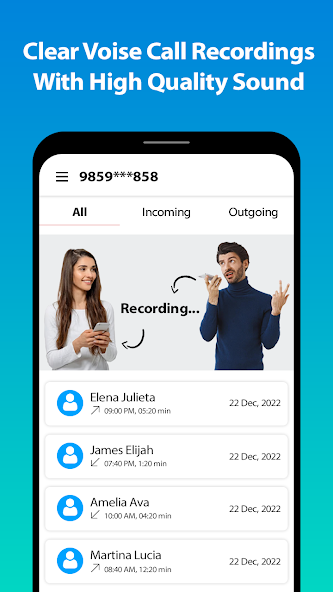 Clear Voise Call Recordings
With High Quality Sound
9859***858
All Incoming Outgoing
Recording...
Elena Julieta
09:00 PM, 05:20 min
22 Dec, 2022
James Elijah
07:40 PM, 1:20 min
22 Dec, 2022
Amelia Ava
10:00 AM, 04:20 min
22 Dec, 2022
Martina Lucia
08:40 AM, 12:20 min
22 Dec, 2022